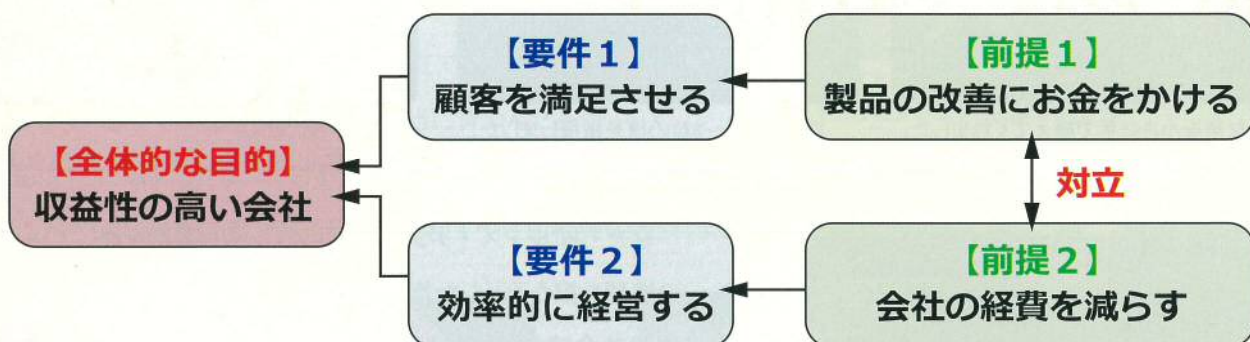 【要件1】
顧客を満足させる
【前提1】
製品の改善にお金をかける
【全体的な目的】
収益性の高い会社
対立
【要件2】
効率的に経営する
【前提2】
会社の経費を減らす